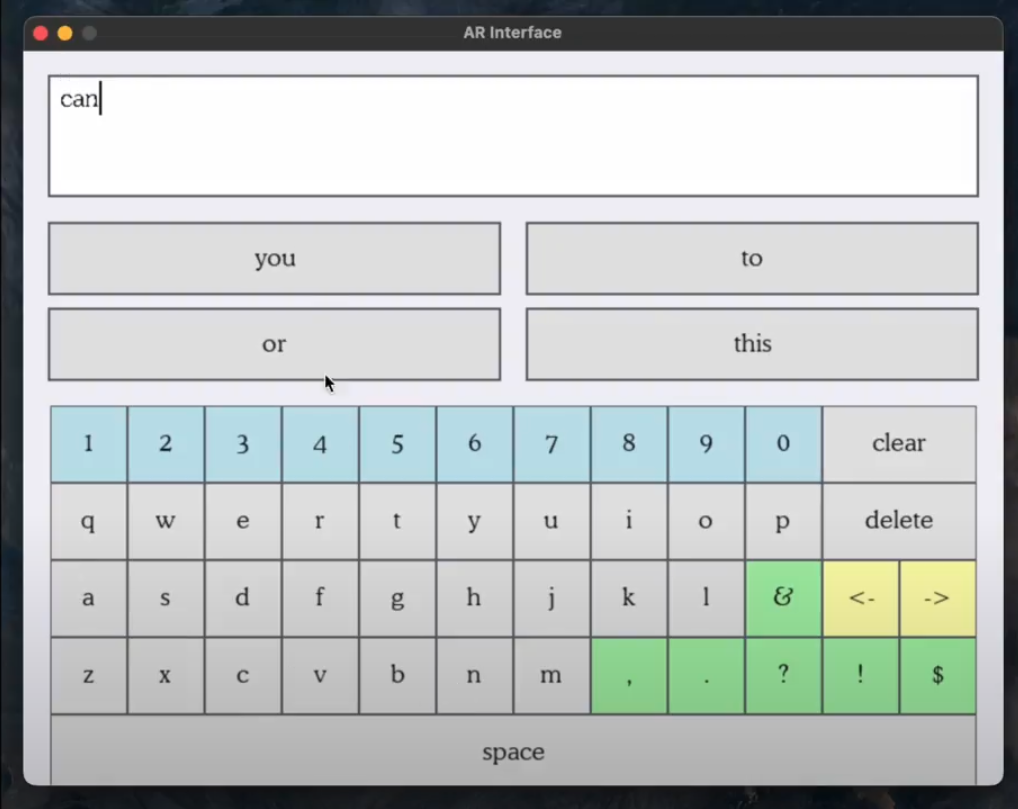 AR Interface
can
you to
or this
1 2 3 4 5 6 7 8 9 0 clear
q w e r t y u i o p delete
a s d f g h j k l & <- ->
z x c v b n m , . ? ! $
space